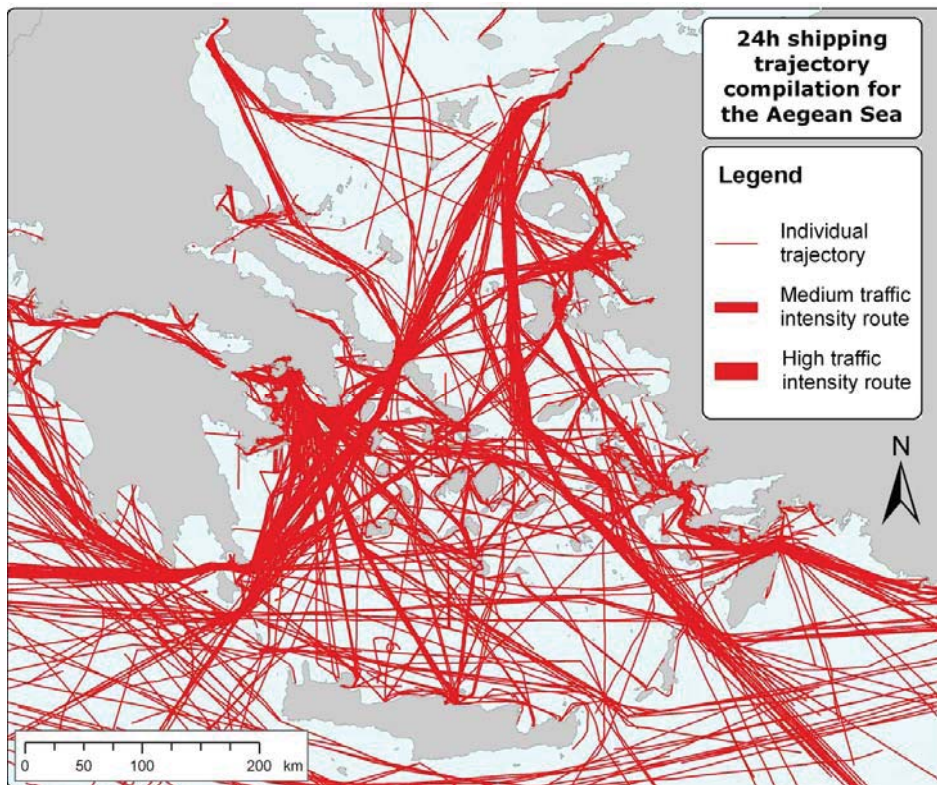 24h shipping
trajectory
compilation for
the Aegean Sea
Legend
Individual
trajectory
Medium traffic
intensity route
High traffic
intensity route
N
0 50 100 200 km